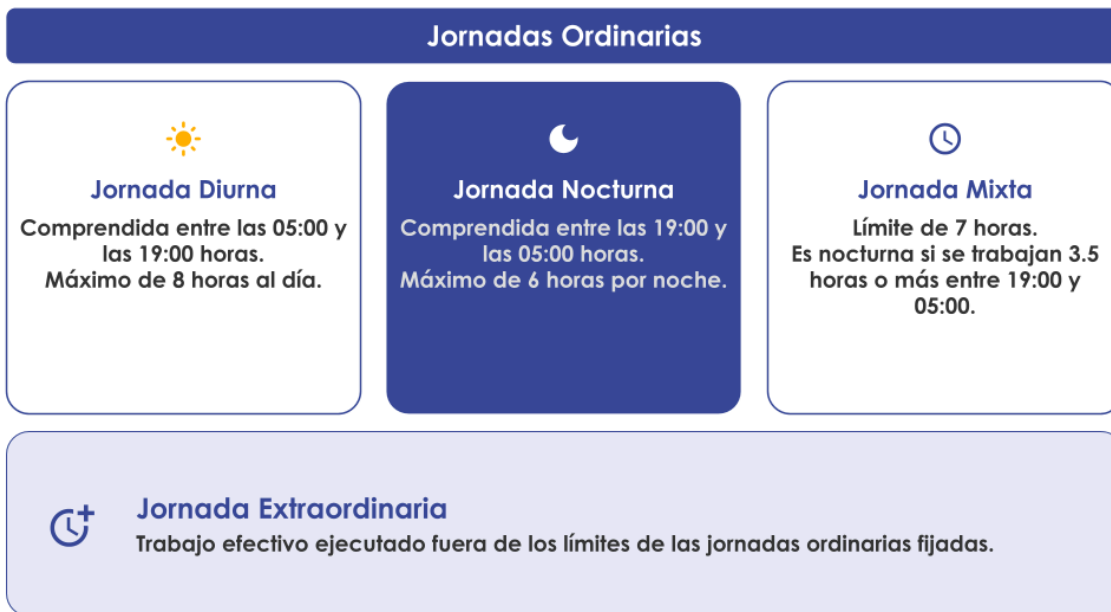 Jornadas Ordinarias
Jornada Diurna
Comprendida entre las 05:00 y
las 19:00 horas.
Máximo de 8 horas al día.
Jornada Nocturna
Comprendida entre las 19:00 y
las 05:00 horas.
Máximo de 6 horas por noche.
Jornada Mixta
Límite de 7 horas.
Es nocturna si se trabajan 3.5
horas o más entre 19:00 y
05:00.
Jornada Extraordinaria
Trabajo efectivo ejecutado fuera de los límites de las jornadas ordinarias fijadas.